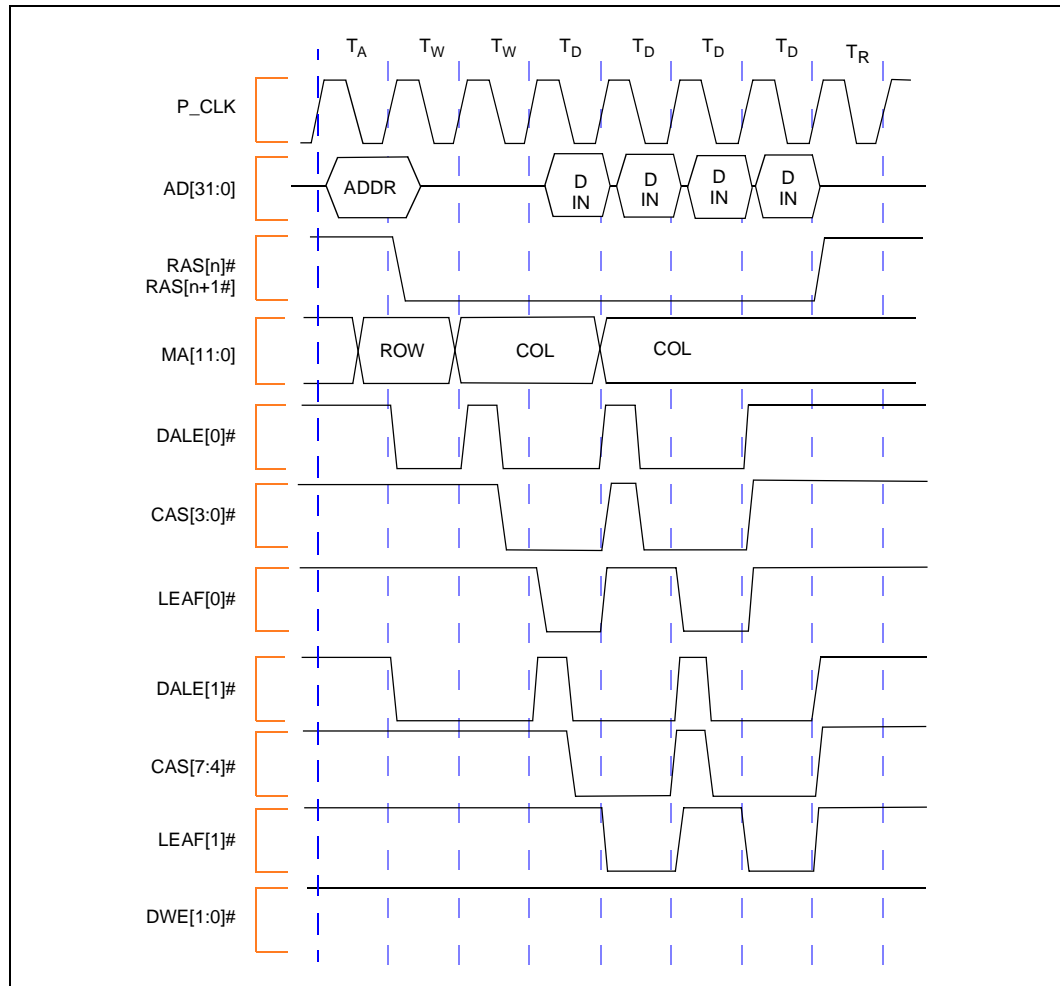 TA TW TW TD TD TD TD TR
P_CLK
AD[31:0]
ADDR
D IN
D IN
D IN
D IN
RAS[n]#
RAS[n+1#]
MA[11:0]
ROW
COL
COL
DALE[0]#
CAS[3:0]#
LEAF[0]#
DALE[1]#
CAS[7:4]#
LEAF[1]#
DWE[1:0]#